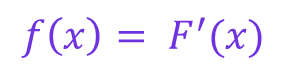 f(x) = F′(x)